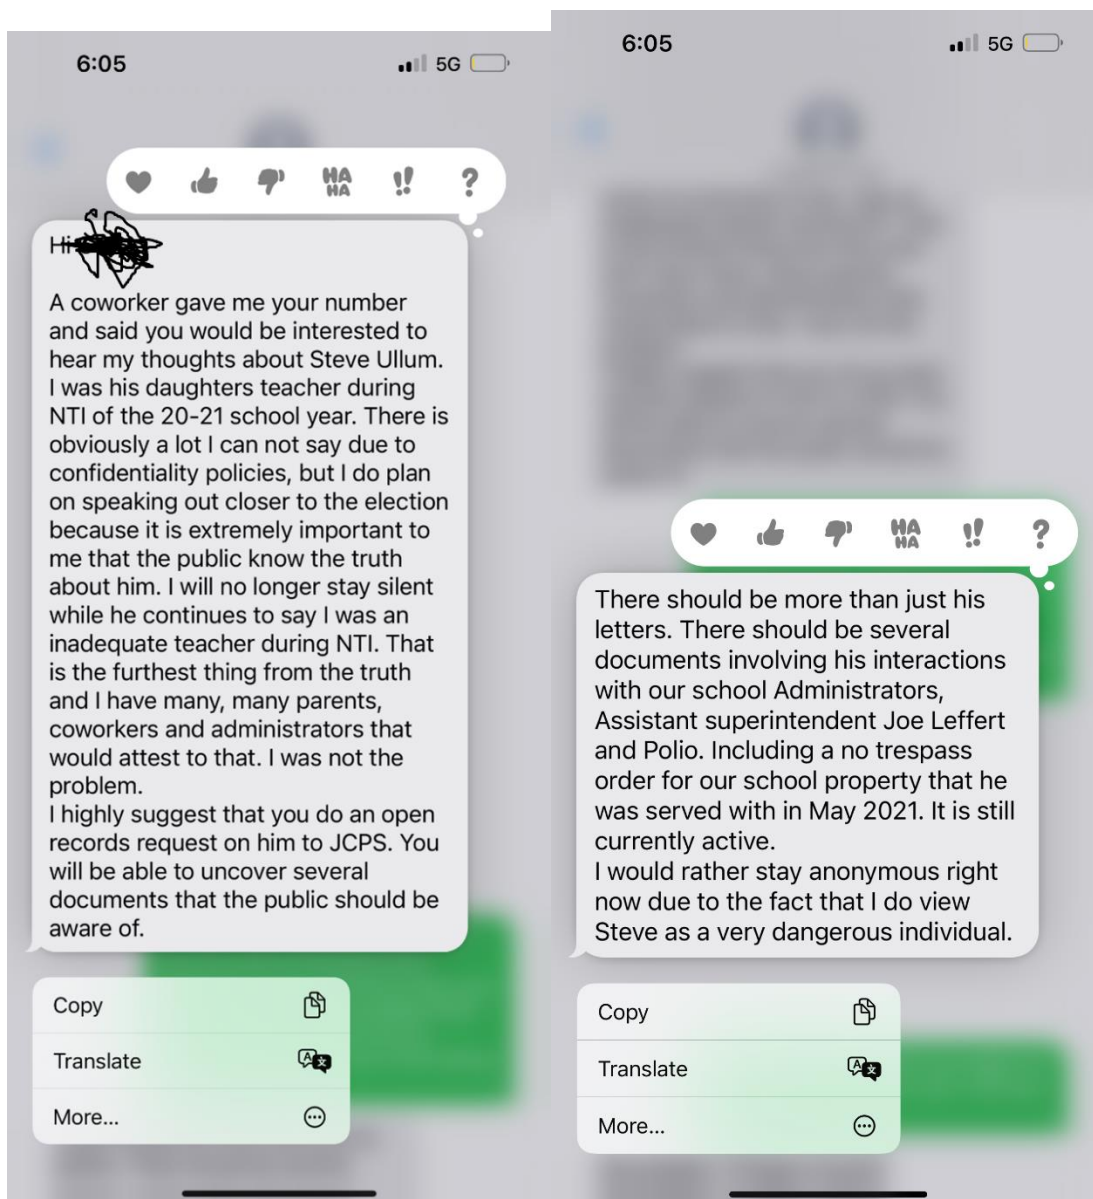 6:05
5G
HA
HA
!!
?
Hi
A coworker gave me your number
and said you would be interested to
hear my thoughts about Steve Ullum.
I was his daughters teacher during
NTI of the 20-21 school year. There is
obviously a lot I can not say due to
confidentiality policies, but I do plan
on speaking out closer to the election
because it is extremely important to
me that the public know the truth
about him. I will no longer stay silent
while he continues to say I was an
inadequate teacher during NTI. That
is the furthest thing from the truth
and I have many, many parents,
coworkers and administrators that
would attest to that. I was not the
problem.
I highly suggest that you do an open
records request on him to JCPS. You
will be able to uncover several
documents that the public should be
aware of.
Copy
Translate
More...
6:05
5G
HA
HA
!!
?
There should be more than just his
letters. There should be several
documents involving his interactions
with our school Administrators,
Assistant superintendent Joe Leffert
and Polio. Including a no trespass
order for our school property that he
was served with in May 2021. It is still
currently active.
I would rather stay anonymous right
now due to the fact that I do view
Steve as a very dangerous individual.
Copy
Translate
More...